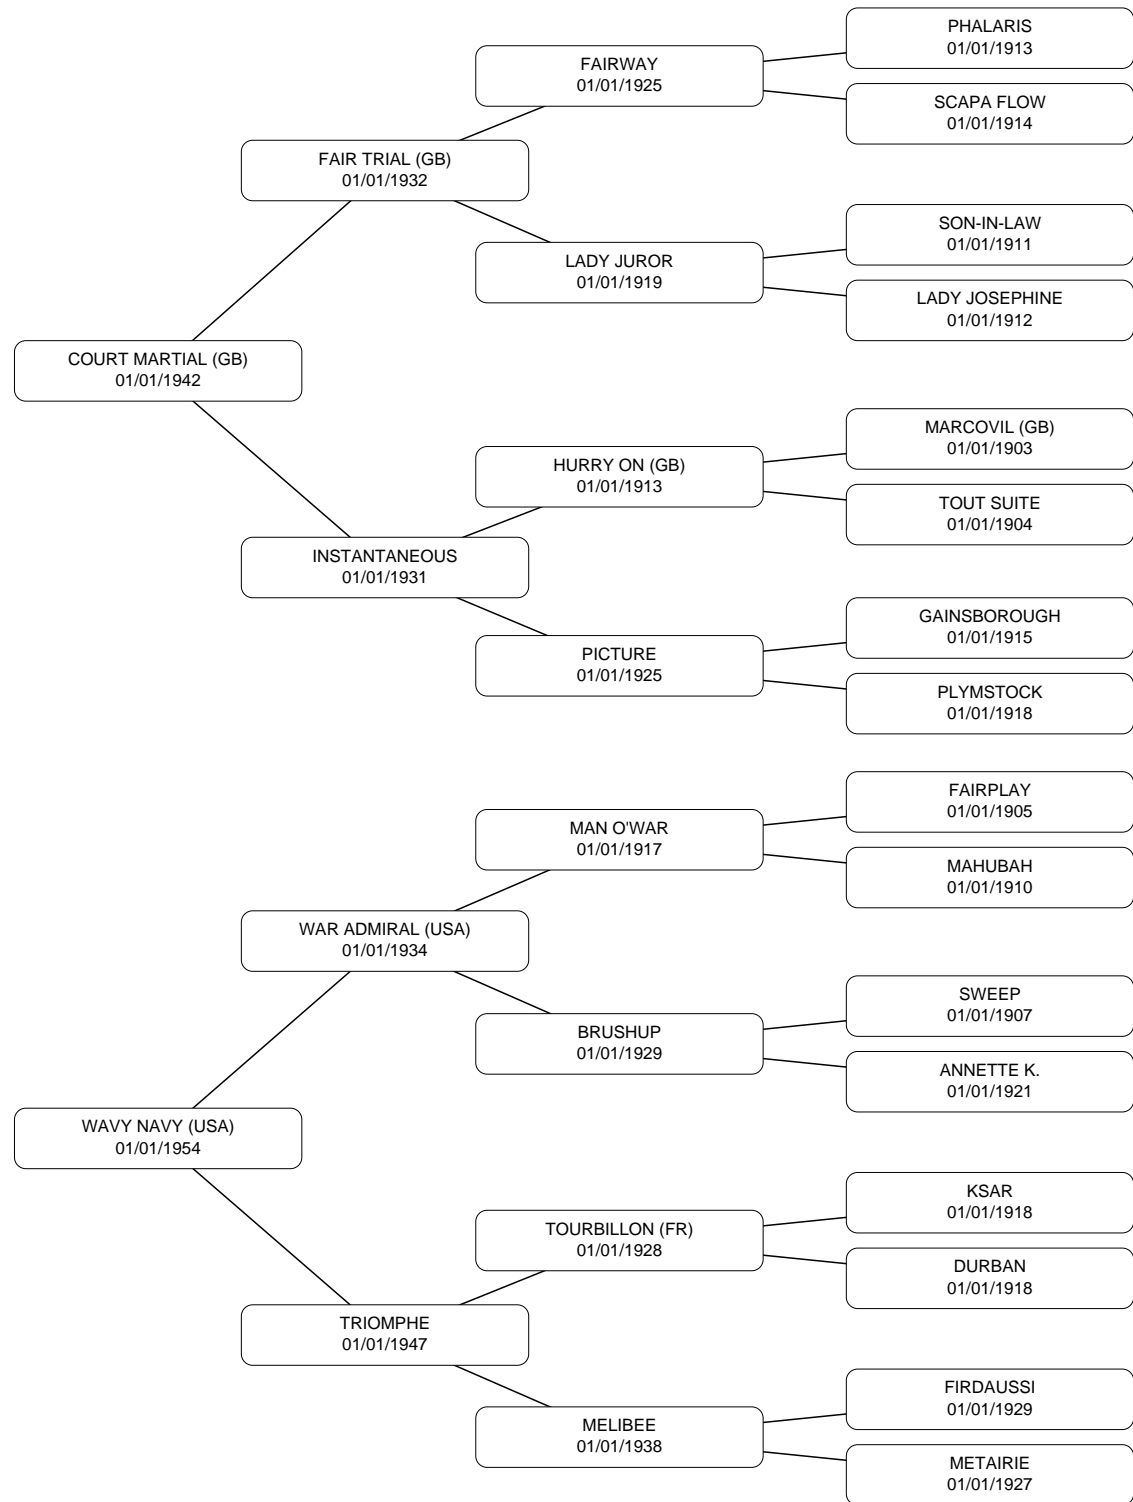 PHALARIS
01/01/1913
FAIRWAY
01/01/1925
SCAPA FLOW
01/01/1914
FAIR TRIAL (GB)
01/01/1932
SON-IN-LAW
01/01/1911
LADY JUROR
01/01/1919
LADY JOSEPHINE
01/01/1912
COURT MARTIAL (GB)
01/01/1942
MARCOVIL (GB)
01/01/1903
HURRY ON (GB)
01/01/1913
TOUT SUITE
01/01/1904
INSTANTANEOUS
01/01/1931
GAINSBOROUGH
01/01/1915
PICTURE
01/01/1925
PLYMSTOCK
01/01/1918
FAIRPLAY
01/01/1905
MAN O'WAR
01/01/1917
MAHUBAH
01/01/1910
WAR ADMIRAL (USA)
01/01/1934
SWEEP
01/01/1907
BRUSHUP
01/01/1929
ANNETTE K.
01/01/1921
WAVY NAVY (USA)
01/01/1954
KSAR
01/01/1918
TOURBILLON (FR)
01/01/1928
DURBAN
01/01/1918
TRIOMPHE
01/01/1947
FIRDAUSSI
01/01/1929
MELIBEE
01/01/1938
METAIRIE
01/01/1927